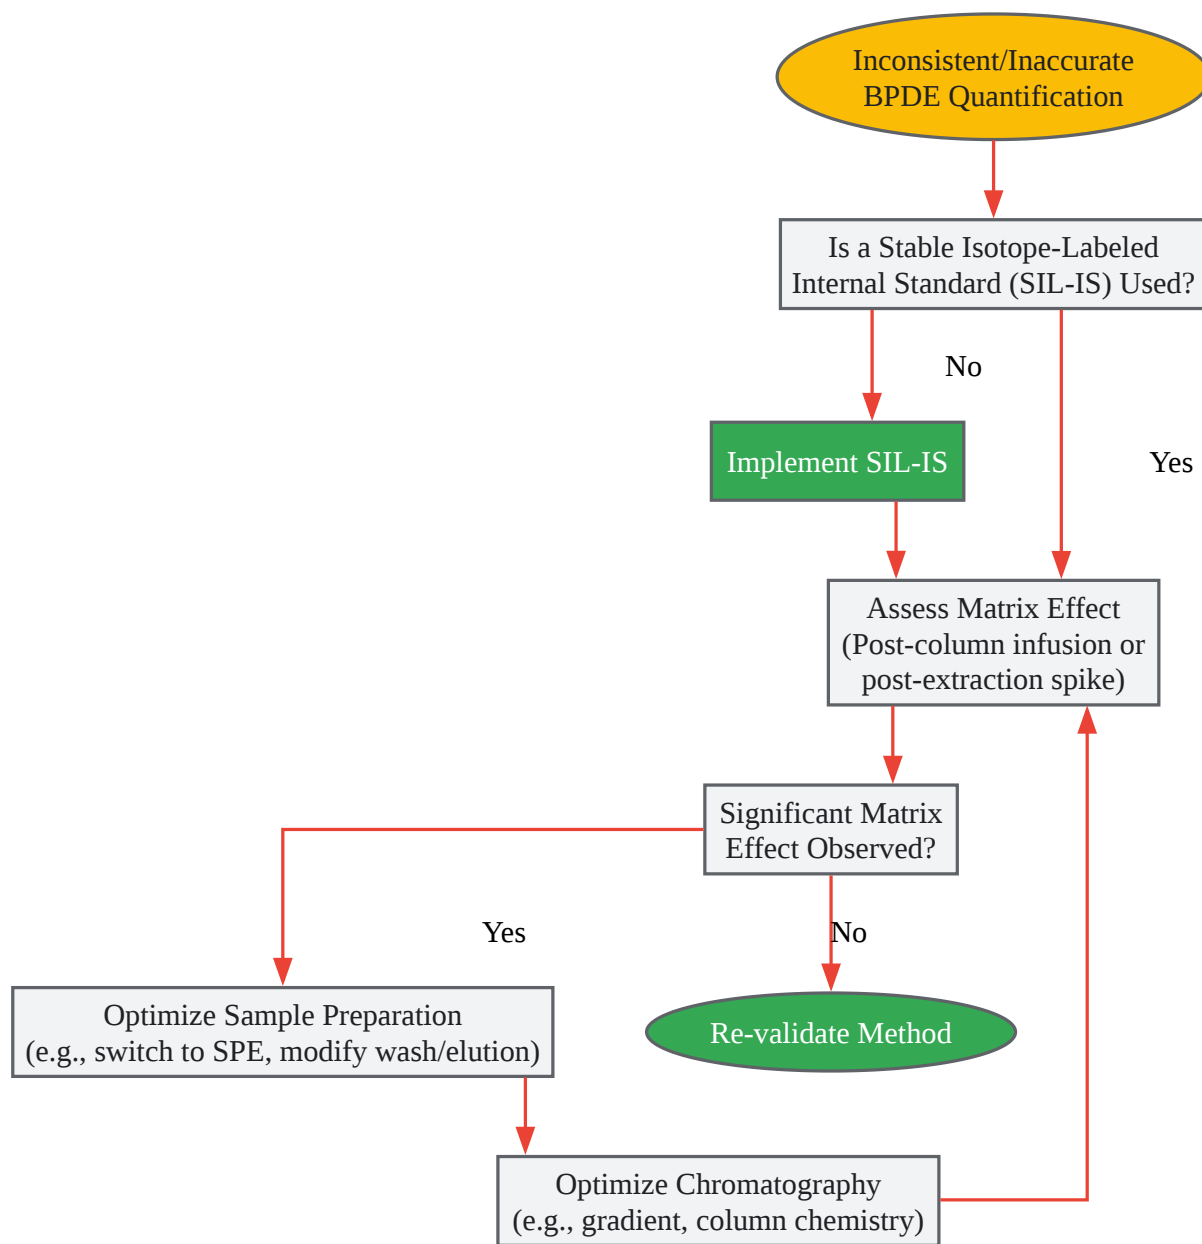 Inconsistent/Inaccurate
BPDE Quantification
Is a Stable Isotope-Labeled
Internal Standard (SIL-IS) Used?
No
Implement SIL-IS
Yes
Assess Matrix Effect
(Post-column infusion or
post-extraction spike)
Significant Matrix
Effect Observed?
Yes
No
Optimize Sample Preparation
(e.g., switch to SPE, modify wash/elution)
Re-validate Method
Optimize Chromatography
(e.g., gradient, column chemistry)